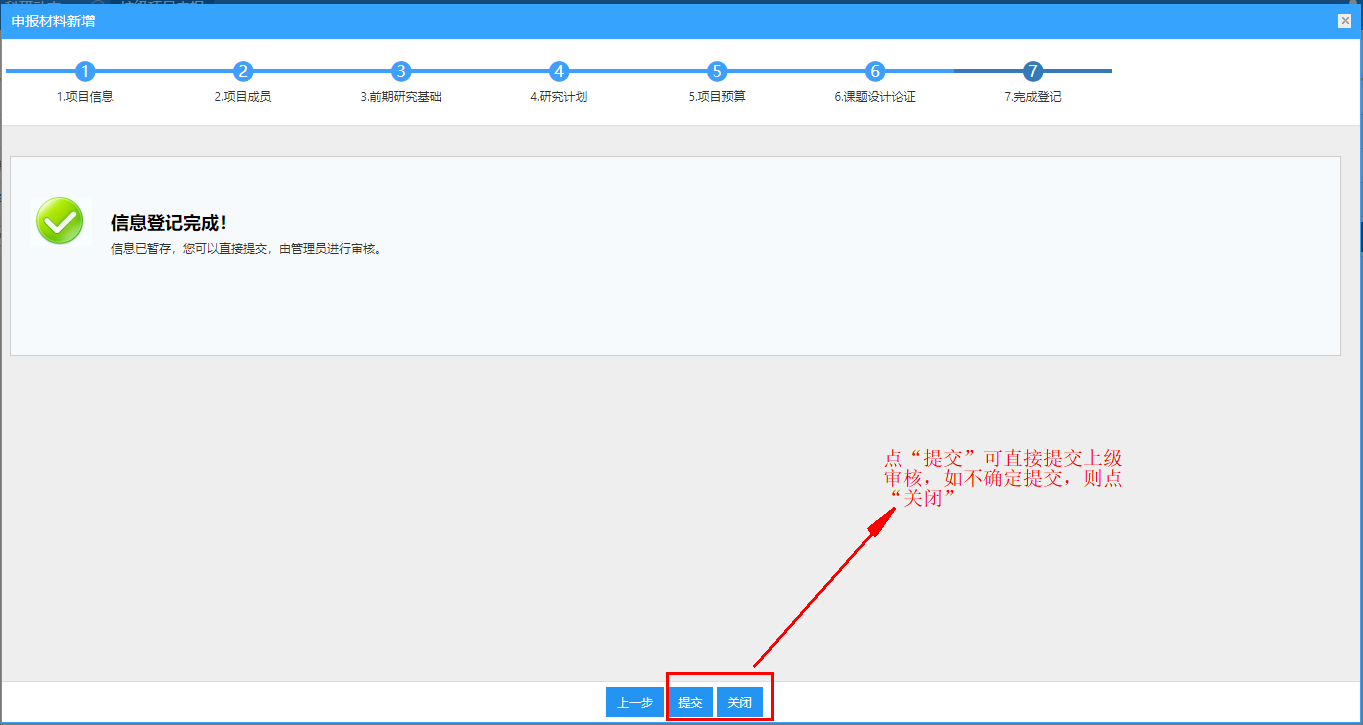 申报材料新增
1 2 3 4 5 6 7
1.项目信息 2.项目成员 3.前期研究基础 4.研究计划 5.项目预算 6.课题设计论证 7.完成登记
信息登记完成！
信息已暂存，您可以直接提交，由管理员进行审核。
点“提交”可直接提交上级
审核，如不确定提交，则点
“关闭”
上一步 提交 关闭